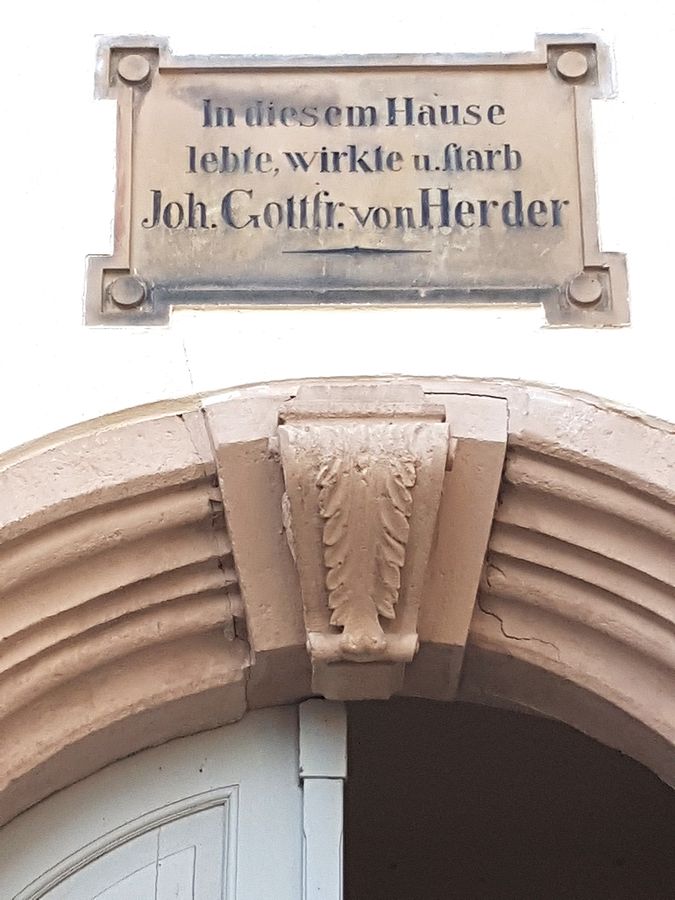 In diesem Hause
lebte, wirkte u. ſtarb
Joh. Gottfr. von Herder